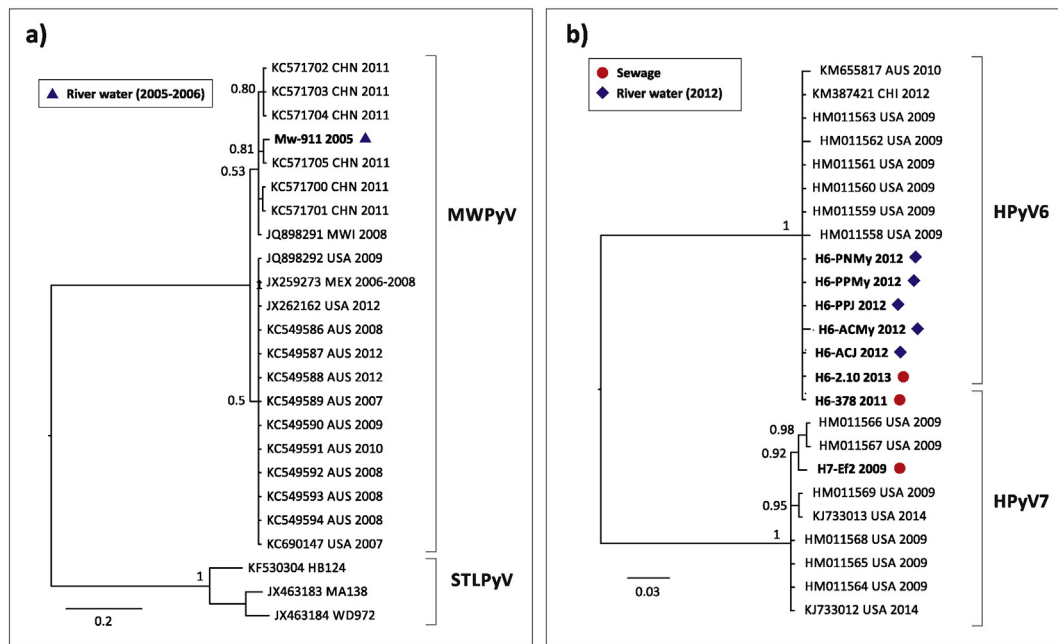 a)
River water (2005-2006)
KC571702 CHN 2011
0.80
KC571703 CHN 2011
KC571704 CHN 2011
Mw-911 2005
0.81
KC571705 CHN 2011
0.53
KC571700 CHN 2011
KC571701 CHN 2011
JQ898291 MWI 2008
JQ898292 USA 2009
1
JX259273 MEX 2006-2008
JX262162 USA 2012
KC549586 AUS 2008
KC549587 AUS 2012
KC549588 AUS 2012
0.5
KC549589 AUS 2007
KC549590 AUS 2009
KC549591 AUS 2010
KC549592 AUS 2008
KC549593 AUS 2008
KC549594 AUS 2008
KC690147 USA 2007
MWPyV
KF530304 HB124
1
JX463183 MA138
JX463184 WD972
STLPyV
0.2
b)
Sewage
River water (2012)
KM655817 AUS 2010
KM387421 CHI 2012
HM011563 USA 2009
HM011562 USA 2009
HM011561 USA 2009
HM011560 USA 2009
HM011559 USA 2009
1
HM011558 USA 2009
H6-PNMy 2012
H6-PPMy 2012
H6-PPJ 2012
H6-ACMy 2012
H6-ACJ 2012
H6-2.10 2013
H6-378 2011
HPyV6
HM011566 USA 2009
0.98
HM011567 USA 2009
0.92
H7-Ef2 2009
HM011569 USA 2009
0.95
KJ733013 USA 2014
1
HM011568 USA 2009
HM011565 USA 2009
HM011564 USA 2009
KJ733012 USA 2014
HPyV7
0.03